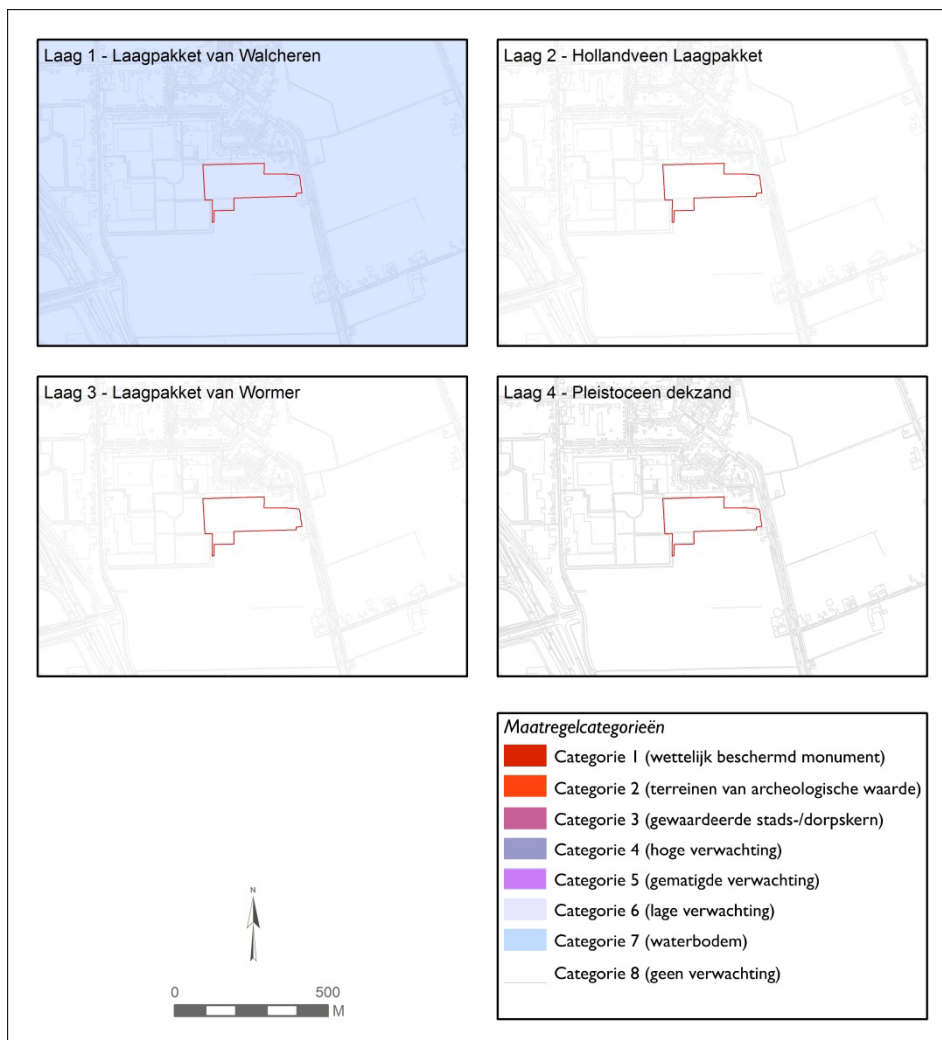 Laag 1 - Laagpakket van Walcheren
Laag 2 - Hollandveen Laagpakket
Laag 3 - Laagpakket van Wormer
Laag 4 - Pleistoceen dekzand
Maatregelcategorieën
Categorie 1 (wettelijk beschermd monument)
Categorie 2 (terreinen van archeologische waarde)
Categorie 3 (gewaardeerde stads-/dorpskern)
Categorie 4 (hoge verwachting)
Categorie 5 (gematigde verwachting)
Categorie 6 (lage verwachting)
Categorie 7 (waterbodem)
Categorie 8 (geen verwachting)
N
0 500
M